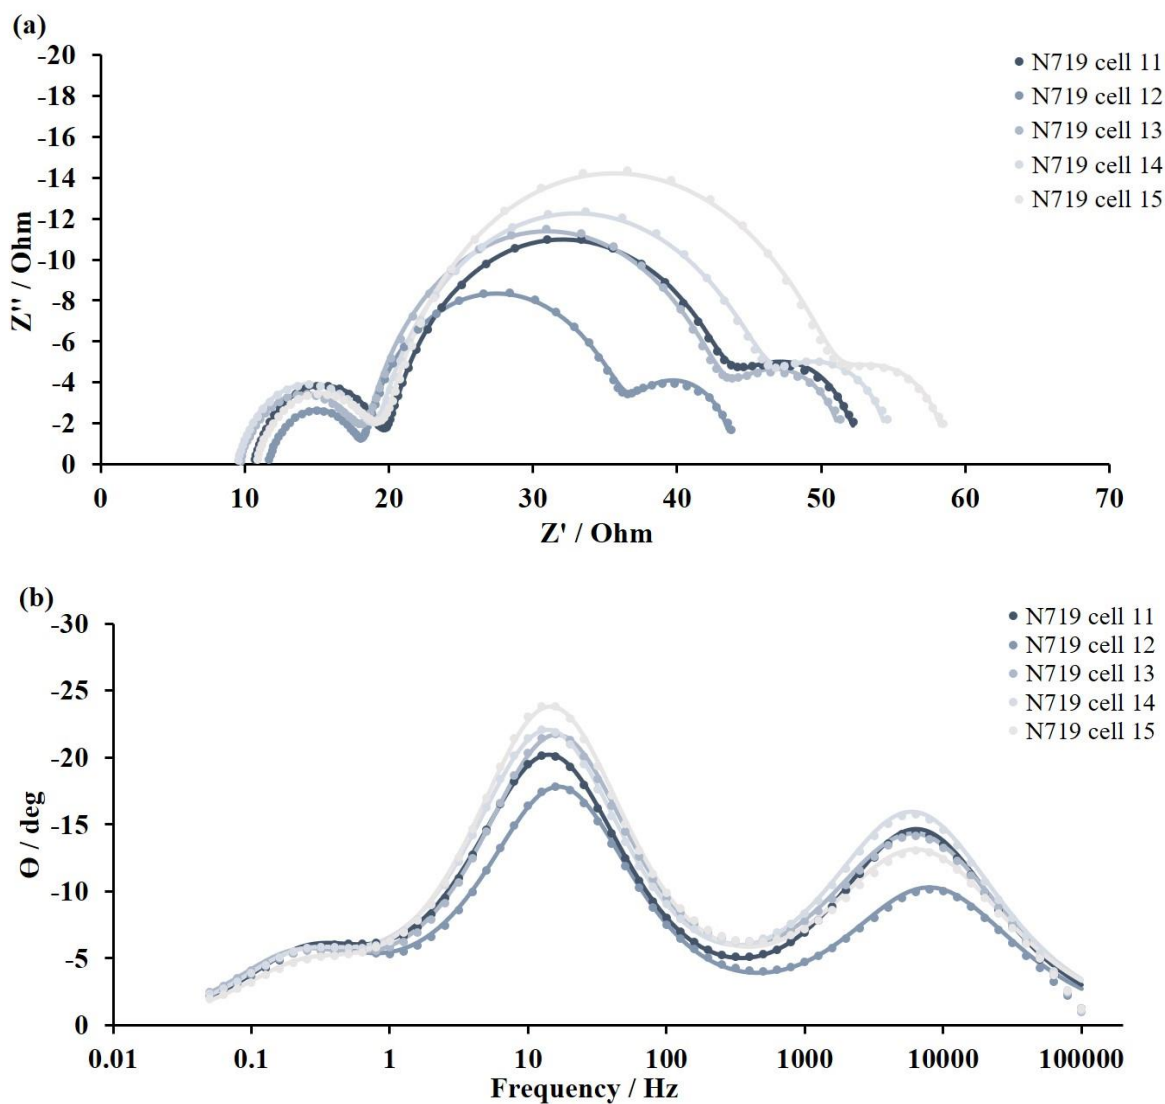 (a)
-20
-18
-16
-14
-12
-10
-8
-6
-4
-2
0
Z'' / Ohm
0 10 20 30 40 50 60 70
Z' / Ohm
N719 cell 11
N719 cell 12
N719 cell 13
N719 cell 14
N719 cell 15
(b)
-30
-25
-20
-15
-10
-5
0
Θ / deg
0.01 0.1 1 10 100 1000 10000 100000
Frequency / Hz
N719 cell 11
N719 cell 12
N719 cell 13
N719 cell 14
N719 cell 15